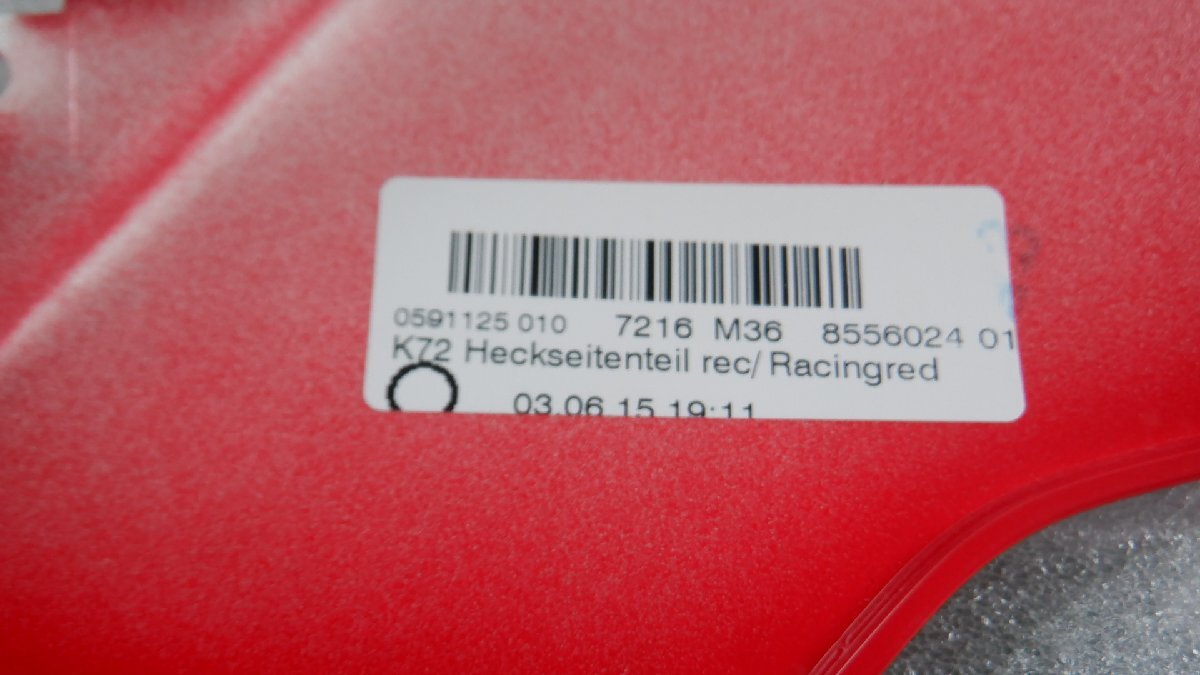 0591125 010 7216 M36 8556024 01
K72 Heckseitenteil rec/ Racingred
03.06.15 19:11